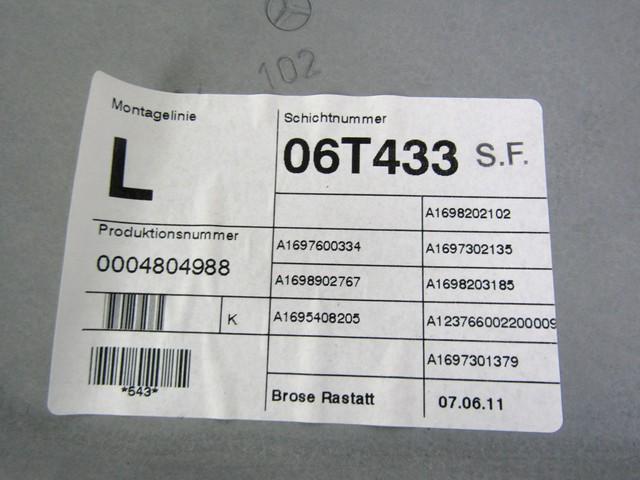 102
Montagelinie
L
Schichtnummer
06T433 S.F.
A1698202102
Produktionsnummer
0004804988
A1697600334
A1697302135
A1698902767
A1698203185
K
A1695408205
A123766002200009
A1697301379
*643*
Brose Rastatt
07.06.11